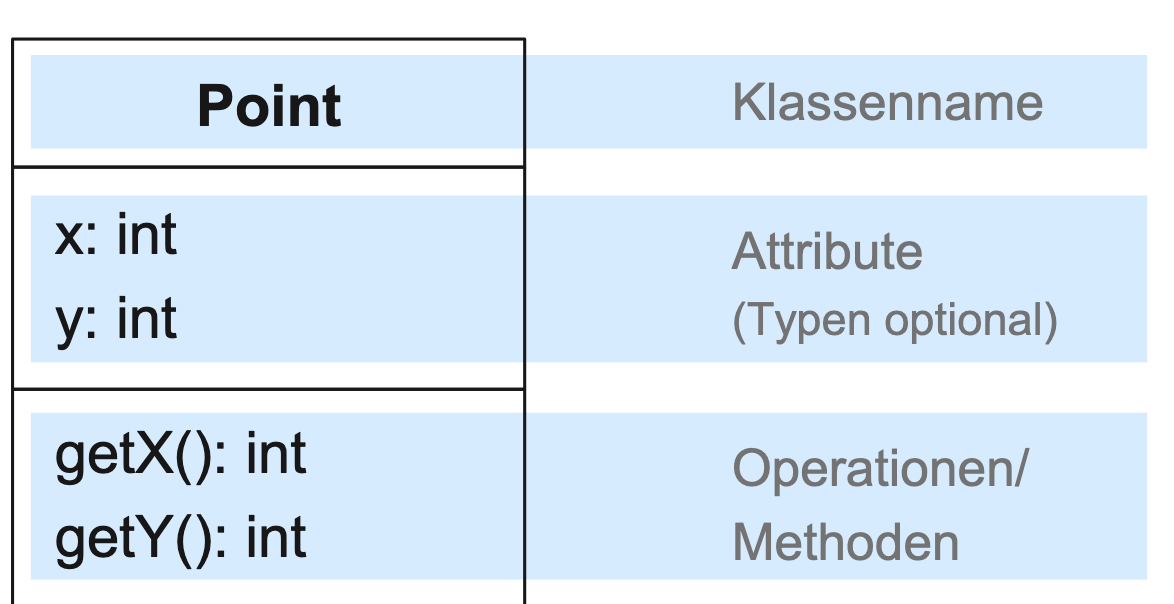 Point
Klassenname
x: int
y: int
Attribute
(Typen optional)
getX(): int
getY(): int
Operationen/
Methoden